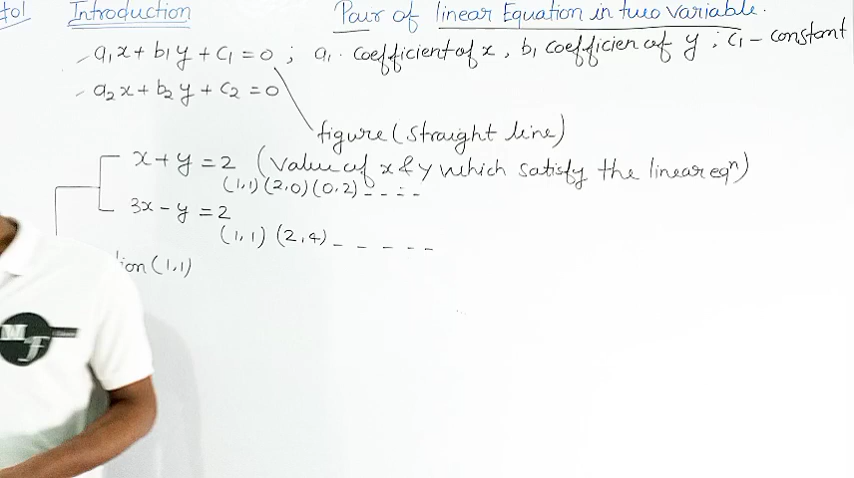 Introduction Pair of linear Equation in two variable.
a₁x + b₁y + c₁ = 0 ; a₁ . coefficient of x , b₁ coefficien of y ; c₁ - constant
a₂x + b₂y + c₂ = 0
figure (straight line)
x + y = 2 (value of x & y which satisfy the linear eqⁿ)
(1,1) (2,0) (0,2) - - - -
3x - y = 2
(1,1) (2,4) - - - - -
tion (1,1)
MF